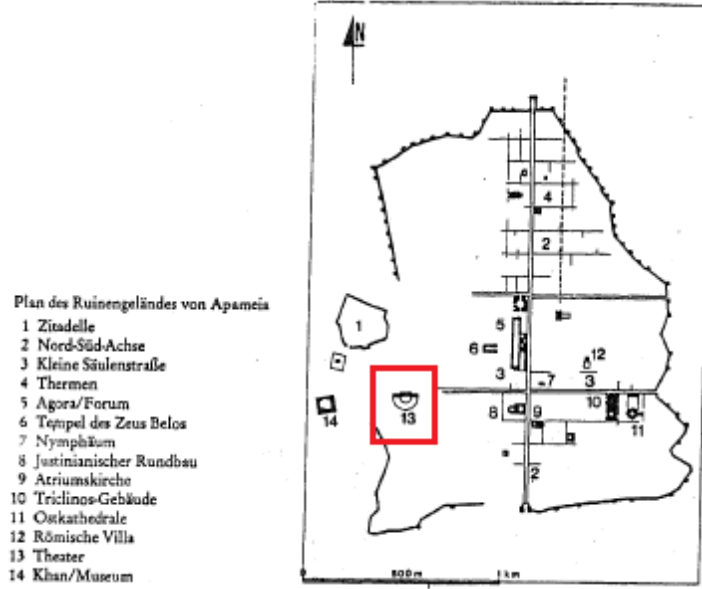 N
4
2
Plan des Ruinengeländes von Apameia
1 Zitadelle
2 Nord-Süd-Achse
3 Kleine Säulenstraße
4 Thermen
5 Agora/Forum
6 Tempel des Zeus Belos
7 Nymphäum
8 Justinianischer Rundbau
9 Atriumskirche
10 Triclinos-Gebäude
11 Ostkathedrale
12 Römische Villa
13 Theater
14 Khan/Museum
1
5
6
12
3
7
3
14
13
8
9
10
11
2
0
500 m
1 km